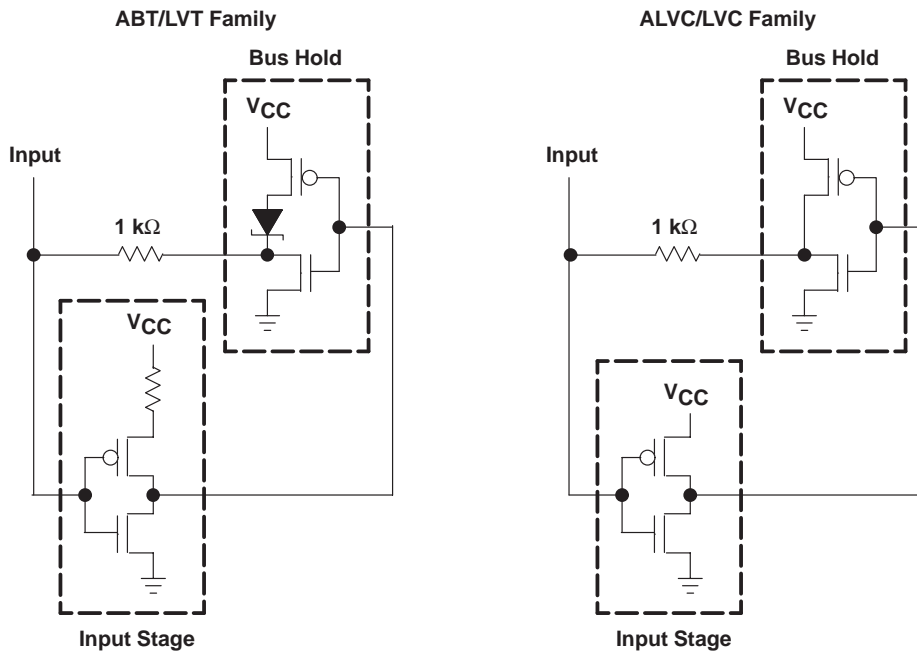 ABT/LVT Family
Bus Hold
VCC
Input
1 kΩ
VCC
Input Stage
ALVC/LVC Family
Bus Hold
VCC
Input
1 kΩ
VCC
Input Stage